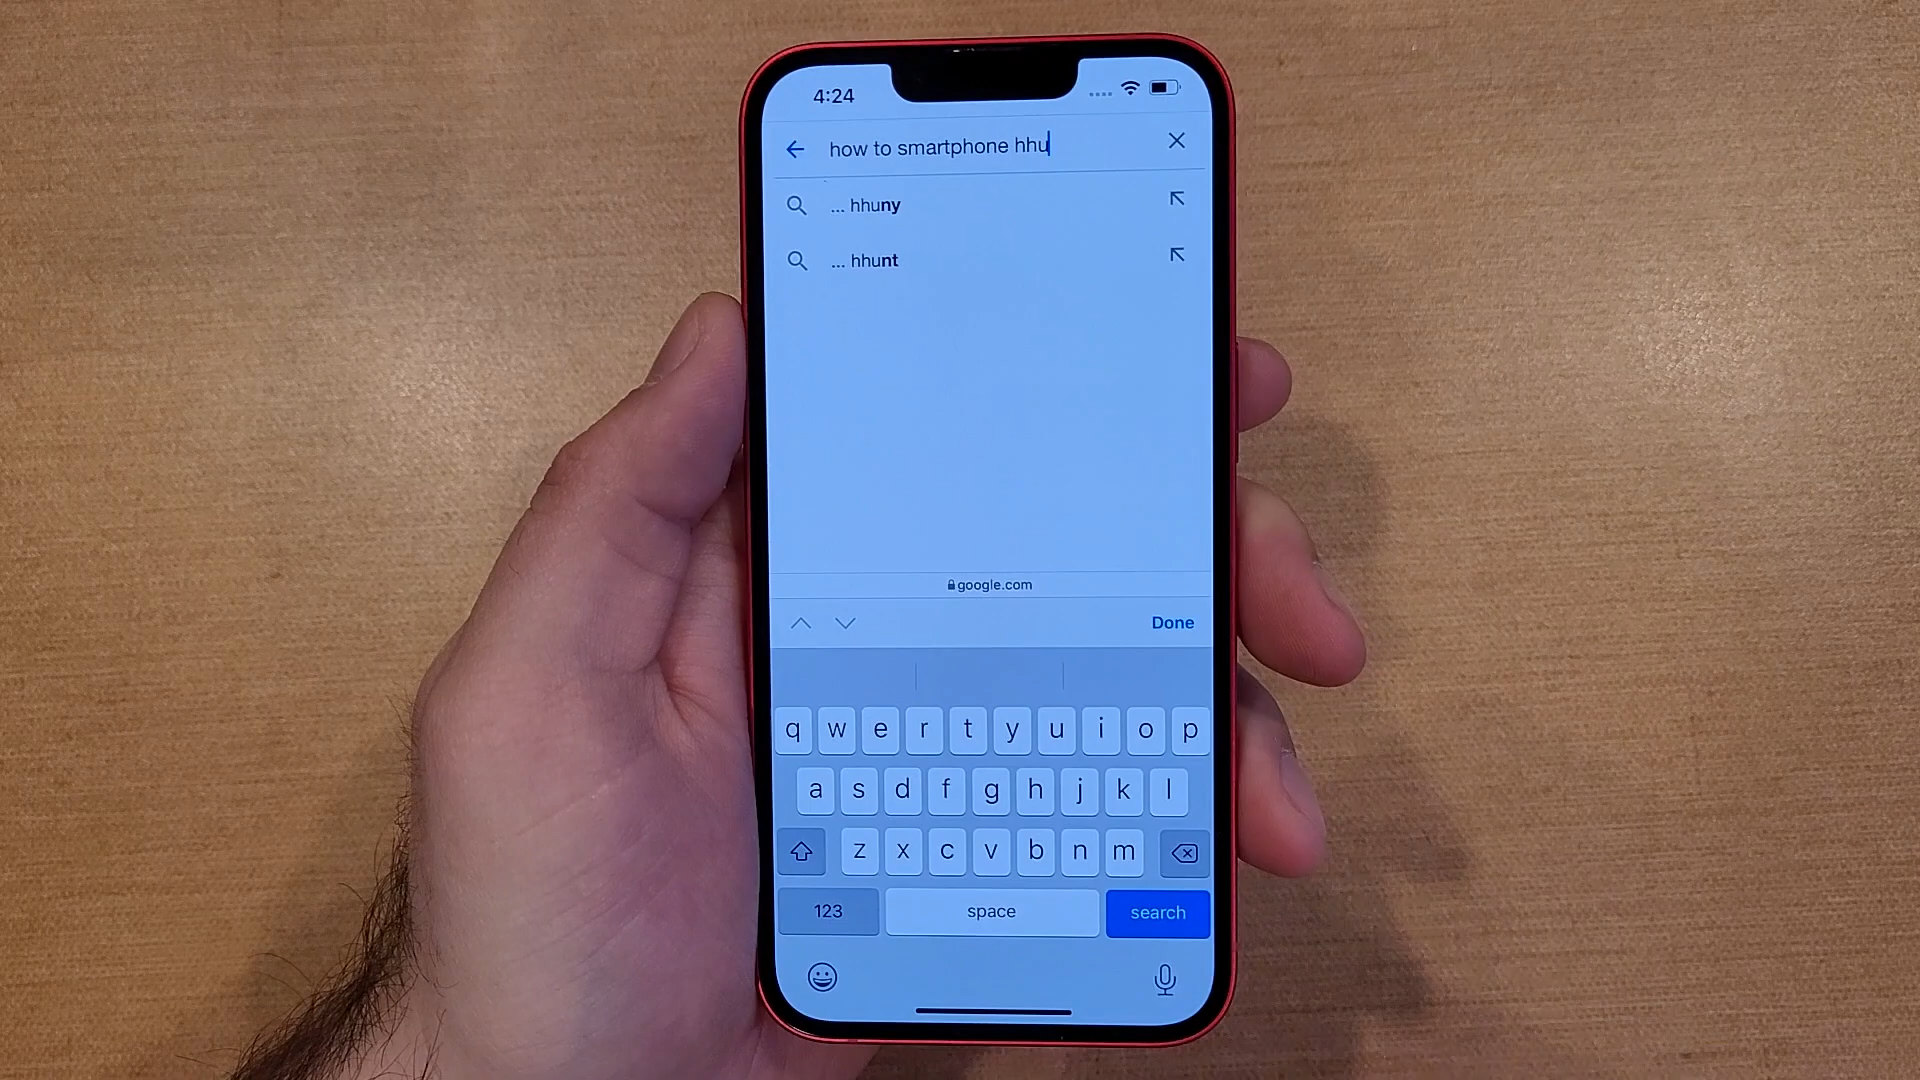 4:24
how to smartphone hhu
... hhuny
... hhunt
google.com
Done
q w e r t y u i o p
a s d f g h j k l
z x c v b n m
123 space search